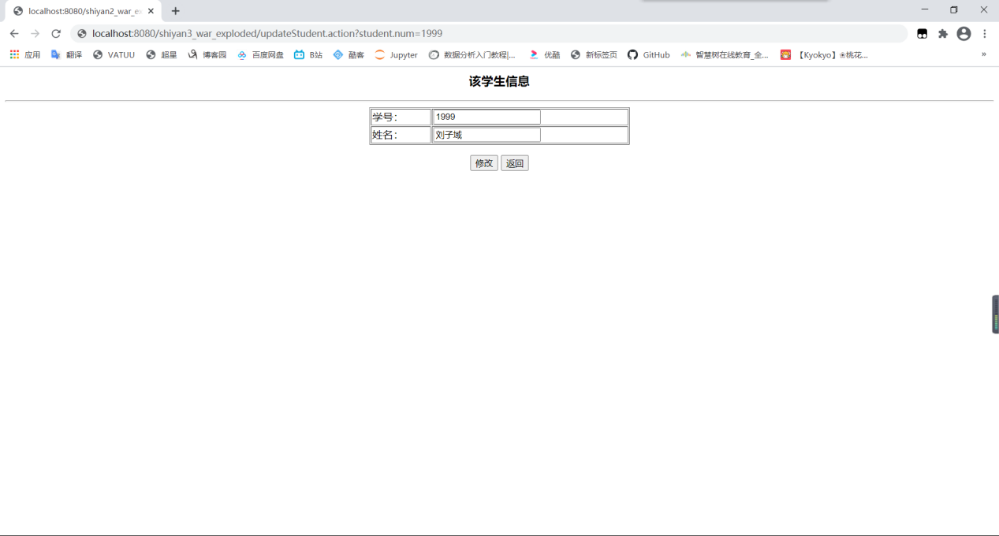 localhost:8080/shiyan2_war_ex
localhost:8080/shiyan3_war_exploded/updateStudent.action?student.num=1999
应用 翻译 VATUU 超星 博客园 百度网盘 B站 酷客 Jupyter 数据分析入门教程|... 优酷 新标签页 GitHub 智慧树在线教育_全... 【Kyokyo】❀桃花... »
该学生信息
学号： 1999
姓名： 刘子域
修改 返回